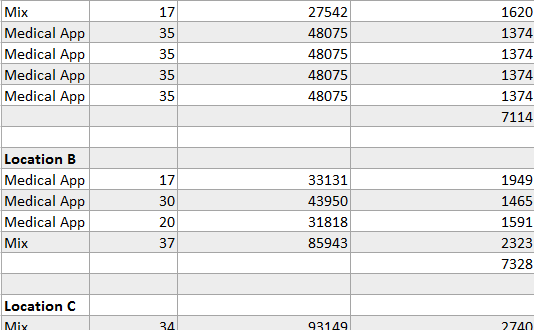 Mix 17 27542 1620
Medical App 35 48075 1374
Medical App 35 48075 1374
Medical App 35 48075 1374
Medical App 35 48075 1374
7114
Location B
Medical App 17 33131 1949
Medical App 30 43950 1465
Medical App 20 31818 1591
Mix 37 85943 2323
7328
Location C
Mix 34 93149 2740